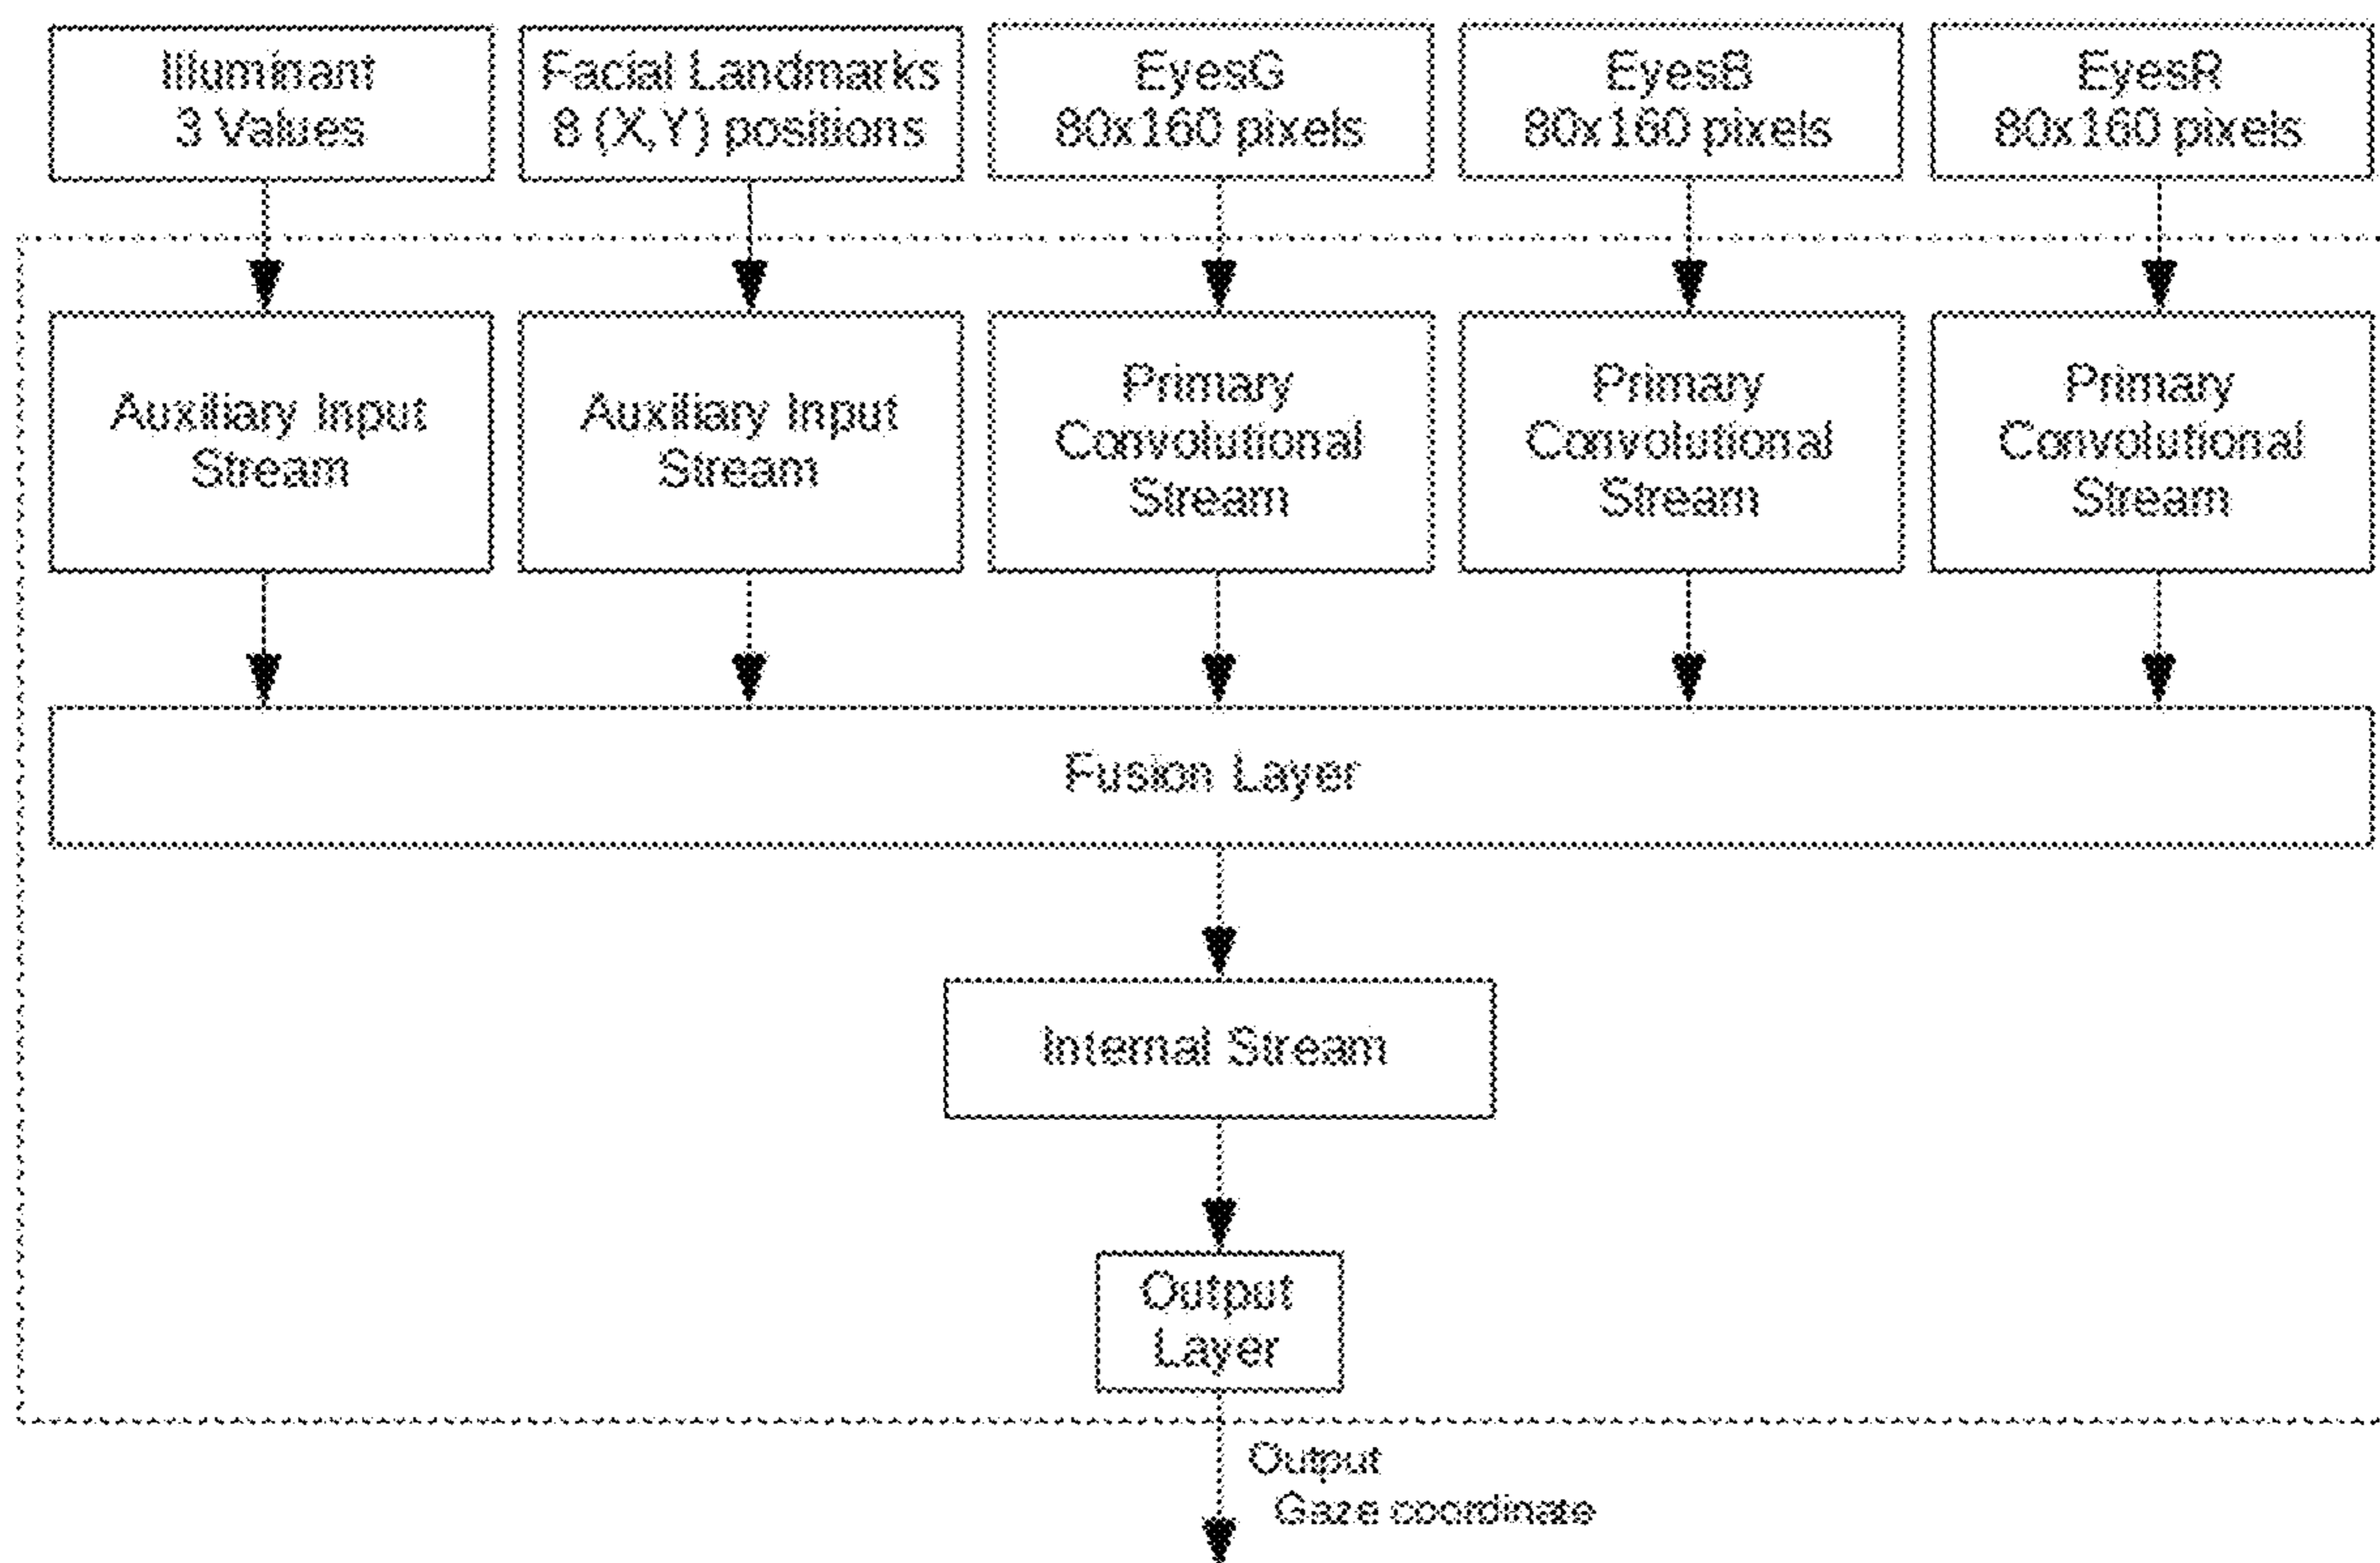 Illuminant
3 Values
Facial Landmarks
8 (X,Y) positions
EyesG
80x160 pixels
EyesB
80x160 pixels
EyesR
80x160 pixels
Auxiliary Input
Stream
Auxiliary Input
Stream
Primary
Convolutional
Stream
Primary
Convolutional
Stream
Primary
Convolutional
Stream
Fusion Layer
Internal Stream
Output
Layer
Output
Gaze coordinate